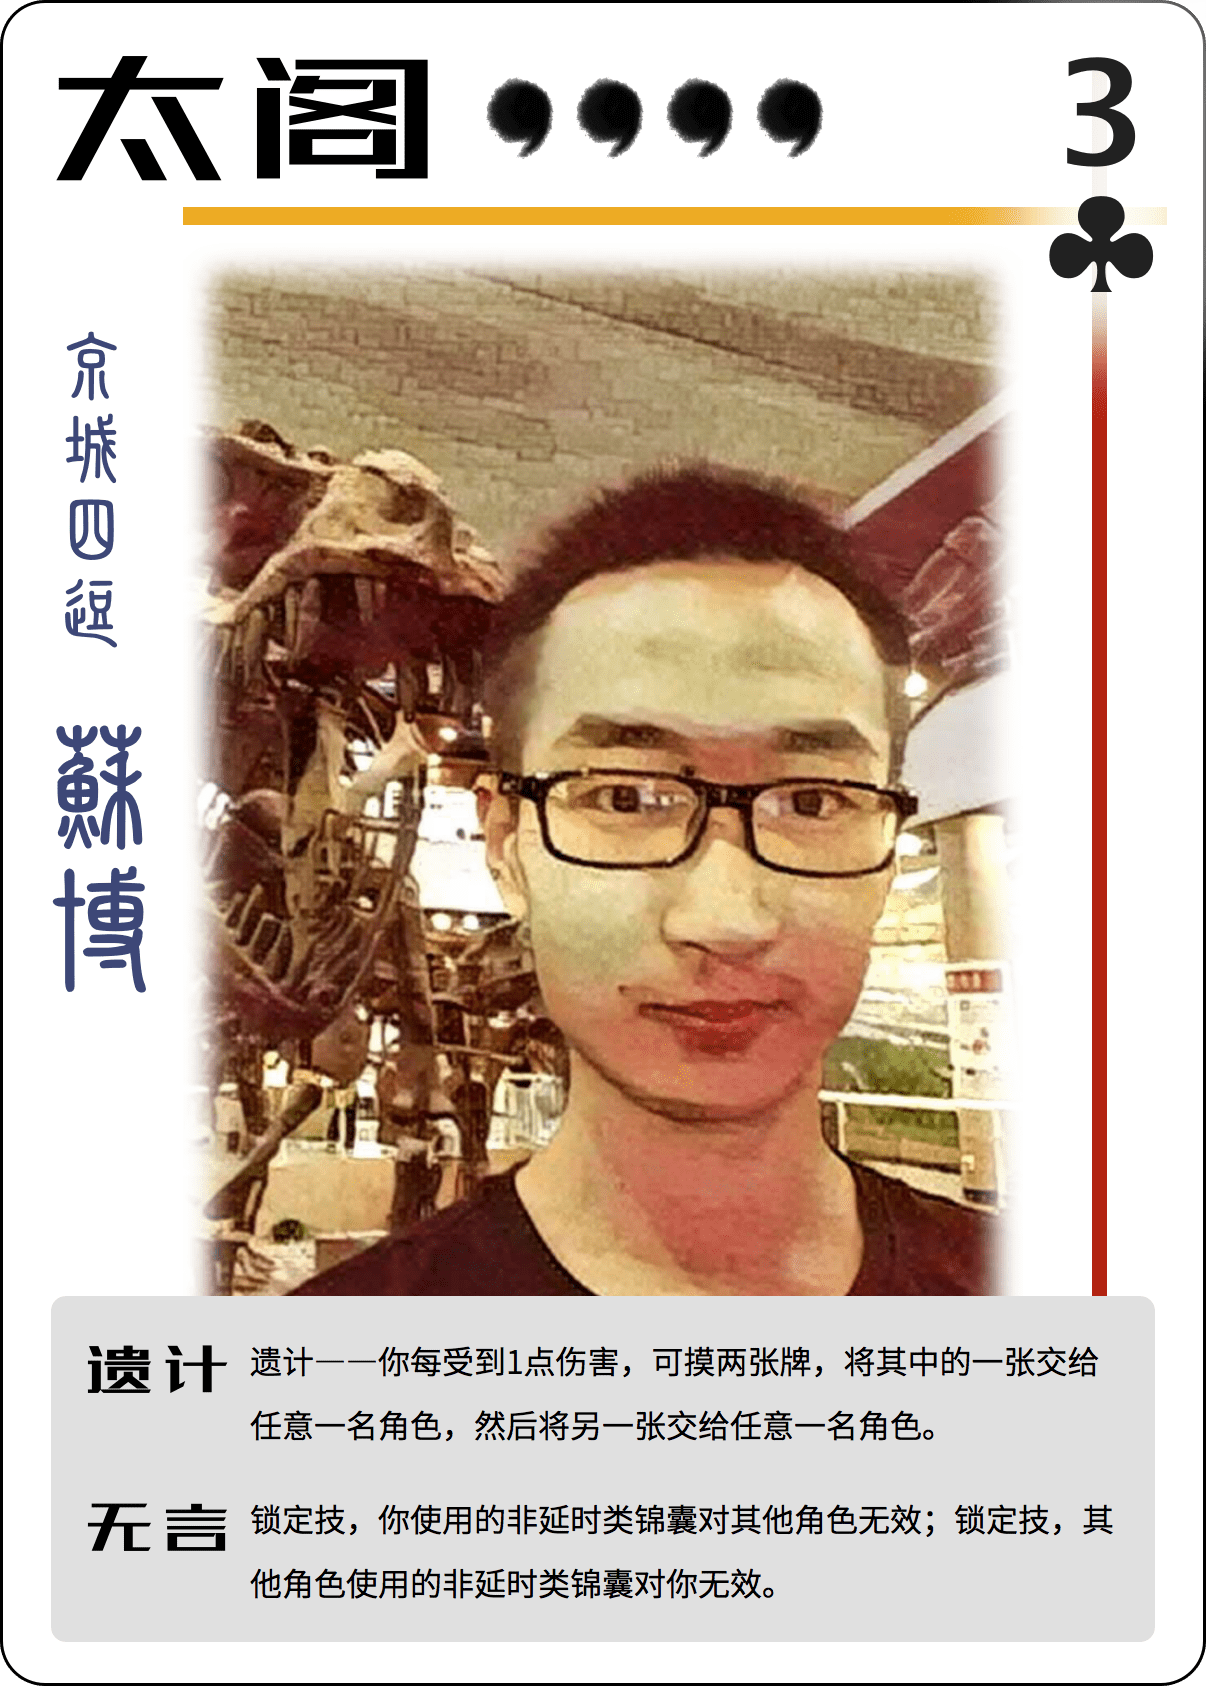 太阁
3
京城四逗
蘇博
遗计
遗计——你每受到1点伤害，可摸两张牌，将其中的一张交给
任意一名角色，然后将另一张交给任意一名角色。
无言
锁定技，你使用的非延时类锦囊对其他角色无效；锁定技，其
他角色使用的非延时类锦囊对你无效。